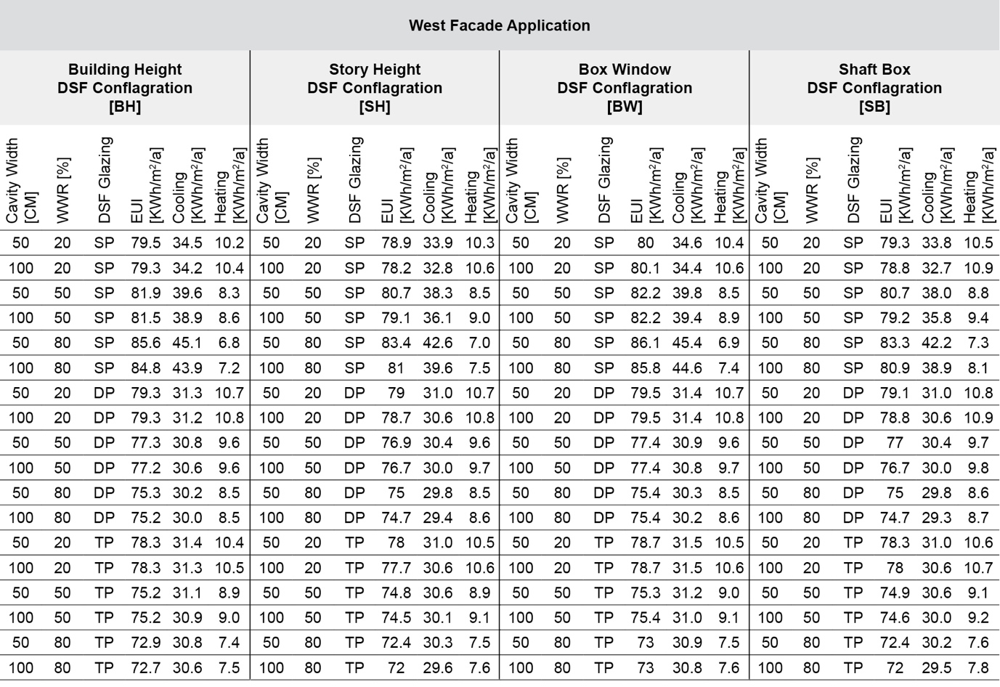 West Facade Application
Building Height
DSF Conflagration
[BH]
Story Height
DSF Conflagration
[SH]
Box Window
DSF Conflagration
[BW]
Shaft Box
DSF Conflagration
[SB]
Cavity Width [CM] WWR [%] DSF Glazing EUI [KWh/m²/a] Cooling [KWh/m²/a] Heating [KWh/m²/a] Cavity Width [CM] WWR [%] DSF Glazing EUI [KWh/m²/a] Cooling [KWh/m²/a] Heating [KWh/m²/a] Cavity Width [CM] WWR [%] DSF Glazing EUI [KWh/m²/a] Cooling [KWh/m²/a] Heating [KWh/m²/a] Cavity Width [CM] WWR [%] DSF Glazing EUI [KWh/m²/a] Cooling [KWh/m²/a] Heating [KWh/m²/a]
50 20 SP 79.5 34.5 10.2 50 20 SP 78.9 33.9 10.3 50 20 SP 80 34.6 10.4 50 20 SP 79.3 33.8 10.5
100 20 SP 79.3 34.2 10.4 100 20 SP 78.2 32.8 10.6 100 20 SP 80.1 34.4 10.6 100 20 SP 78.8 32.7 10.9
50 50 SP 81.9 39.6 8.3 50 50 SP 80.7 38.3 8.5 50 50 SP 82.2 39.8 8.5 50 50 SP 80.7 38.0 8.8
100 50 SP 81.5 38.9 8.6 100 50 SP 79.1 36.1 9.0 100 50 SP 82.2 39.4 8.9 100 50 SP 79.2 35.8 9.4
50 80 SP 85.6 45.1 6.8 50 80 SP 83.4 42.6 7.0 50 80 SP 86.1 45.4 6.9 50 80 SP 83.3 42.2 7.3
100 80 SP 84.8 43.9 7.2 100 80 SP 81 39.6 7.5 100 80 SP 85.8 44.6 7.4 100 80 SP 80.9 38.9 8.1
50 20 DP 79.3 31.3 10.7 50 20 DP 79 31.0 10.7 50 20 DP 79.5 31.4 10.7 50 20 DP 79.1 31.0 10.8
100 20 DP 79.3 31.2 10.8 100 20 DP 78.7 30.6 10.8 100 20 DP 79.5 31.4 10.8 100 20 DP 78.8 30.6 10.9
50 50 DP 77.3 30.8 9.6 50 50 DP 76.9 30.4 9.6 50 50 DP 77.4 30.9 9.6 50 50 DP 77 30.4 9.7
100 50 DP 77.2 30.6 9.6 100 50 DP 76.7 30.0 9.7 100 50 DP 77.4 30.8 9.7 100 50 DP 76.7 30.0 9.8
50 80 DP 75.3 30.2 8.5 50 80 DP 75 29.8 8.5 50 80 DP 75.4 30.3 8.5 50 80 DP 75 29.8 8.6
100 80 DP 75.2 30.0 8.5 100 80 DP 74.7 29.4 8.6 100 80 DP 75.4 30.2 8.6 100 80 DP 74.7 29.3 8.7
50 20 TP 78.3 31.4 10.4 50 20 TP 78 31.0 10.5 50 20 TP 78.7 31.5 10.5 50 20 TP 78.3 31.0 10.6
100 20 TP 78.3 31.3 10.5 100 20 TP 77.7 30.6 10.6 100 20 TP 78.7 31.5 10.6 100 20 TP 78 30.6 10.7
50 50 TP 75.2 31.1 8.9 50 50 TP 74.8 30.6 8.9 50 50 TP 75.3 31.2 9.0 50 50 TP 74.9 30.6 9.1
100 50 TP 75.2 30.9 9.0 100 50 TP 74.5 30.1 9.1 100 50 TP 75.4 31.0 9.1 100 50 TP 74.6 30.0 9.2
50 80 TP 72.9 30.8 7.4 50 80 TP 72.4 30.3 7.5 50 80 TP 73 30.9 7.5 50 80 TP 72.4 30.2 7.6
100 80 TP 72.7 30.6 7.5 100 80 TP 72 29.6 7.6 100 80 TP 73 30.8 7.6 100 80 TP 72 29.5 7.8